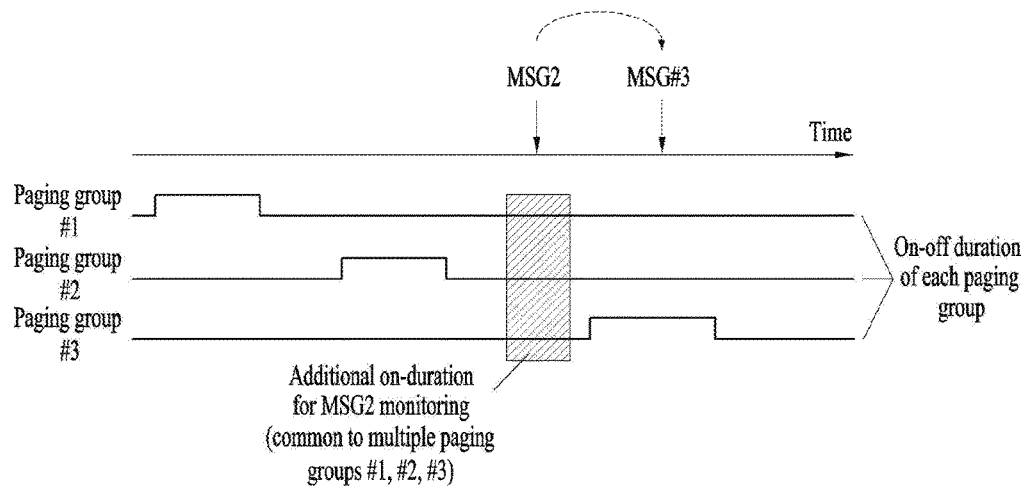 MSG2
MSG#3
Time
Paging group
#1
Paging group
#2
Paging group
#3
On-off duration
of each paging
group
Additional on-duration
for MSG2 monitoring
(common to multiple paging
groups #1, #2, #3)